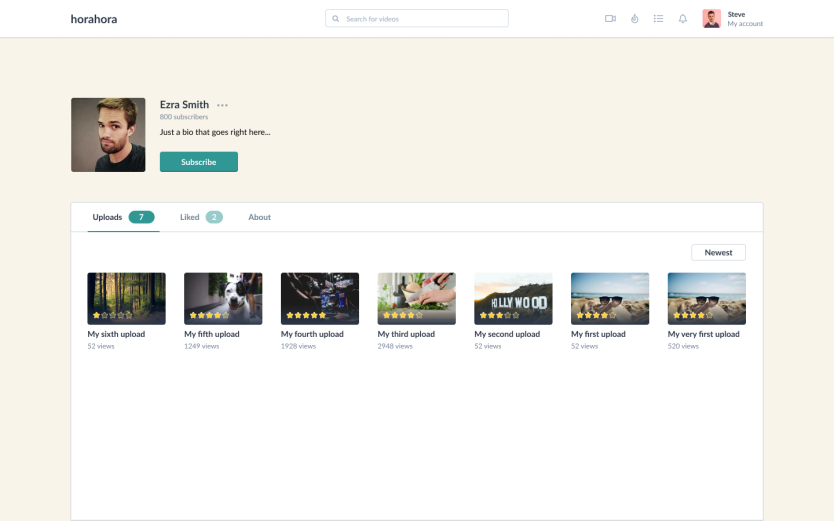 horahora
Search for videos
Steve
My account
Ezra Smith
800 subscribers
Just a bio that goes right here...
Subscribe
Uploads 7
Liked 2
About
Newest
My sixth upload
52 views
My fifth upload
1249 views
My fourth upload
1928 views
My third upload
2948 views
HOLLYWOOD
My second upload
52 views
My first upload
52 views
My very first upload
520 views